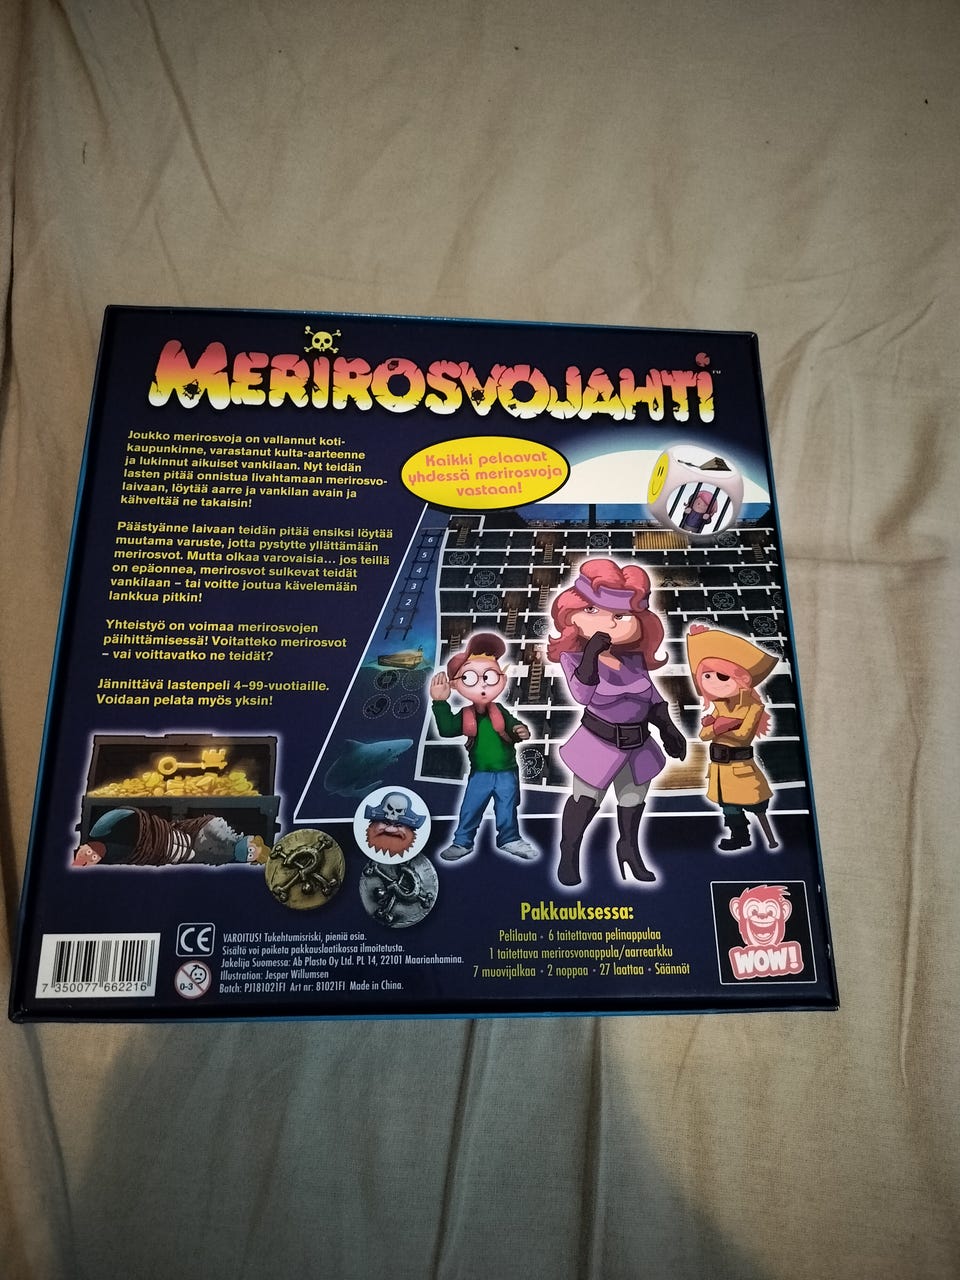 MERIROSVOJAHTI™
Joukko merirosvoja on vallannut koti-
kaupunkinne, varastanut kulta-aarteenne
ja lukinnut aikuiset vankilaan. Nyt teidän
lasten pitää onnistua livahtamaan merirosvo-
laivaan, löytää aarre ja vankilan avain ja
kähveltää ne takaisin!
Päästyänne laivaan teidän pitää ensiksi löytää
muutama varuste, jotta pystytte yllättämään
merirosvot. Mutta olkaa varovaisia... jos teillä
on epäonnea, merirosvot sulkevat teidät
vankilaan – tai voitte joutua kävelemään
lankkua pitkin!
Yhteistyö on voimaa merirosvojen
päihittämisessä! Voitatteko merirosvot
– vai voittavatko ne teidät?
Jännittävä lastenpeli 4–99-vuotiaille.
Voidaan pelata myös yksin!
Kaikki pelaavat
yhdessä merirosvoja
vastaan!
6
5
4
3
2
1
Pakkauksessa:
Pelilauta • 6 taitettavaa pelinappulaa
1 taitettava merirosvonappula/aarrearkku
7 muovijalkaa • 2 noppaa • 27 laattaa • Säännöt
WOW!
7 350077 662216
CE
0-3
VAROITUS! Tukehtumisriski, pieniä osia.
Sisältö voi poiketa pakkauslaatikossa ilmoitetusta.
Jakelija Suomessa: Ab Plasto Oy Ltd. PL 14, 22101 Maarianhamina.
Illustration: Jesper Willumsen
Batch: PJ181021FI Art nr: 81021FI Made in China.